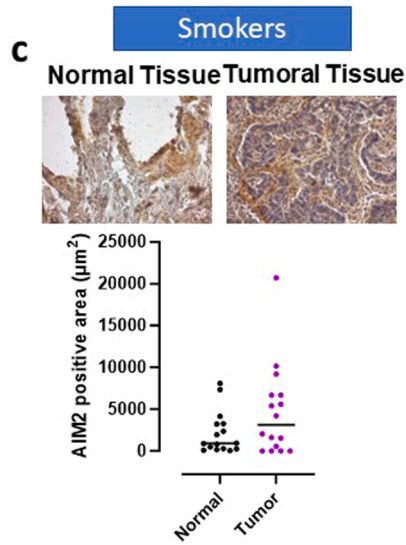 Smokers
c
Normal Tissue Tumoral Tissue
AIM2 positive area (µm²)
25000
20000
15000
10000
5000
0
Normal
Tumor